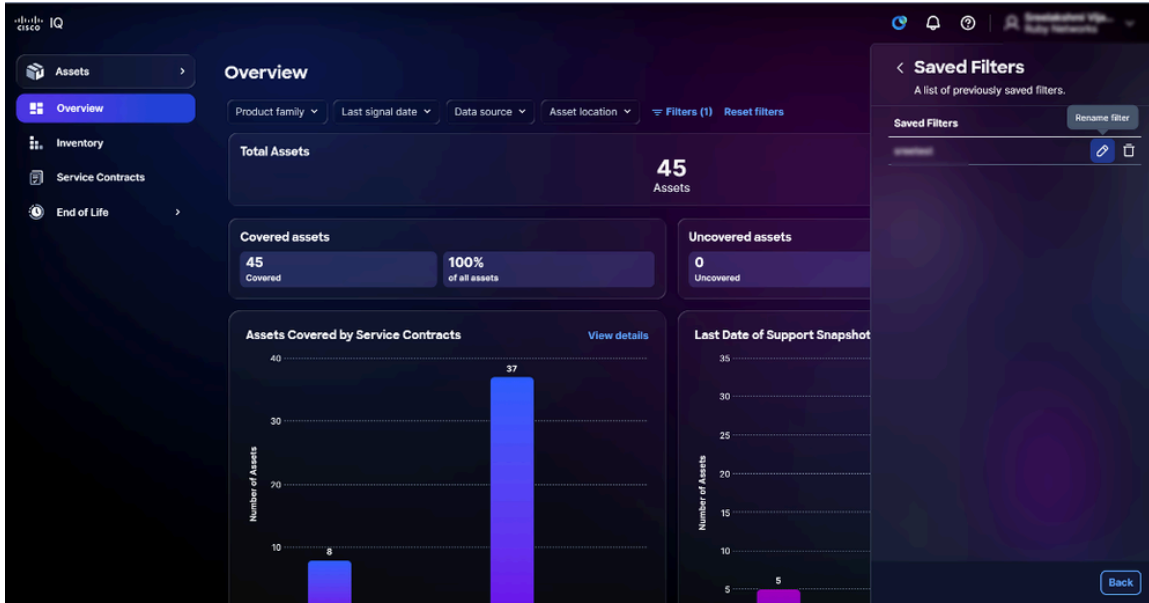 cisco IQ
Assets
Overview
Inventory
Service Contracts
End of Life
Overview
Product family
Last signal date
Data source
Asset location
Filters (1)
Reset filters
Total Assets
45
Assets
Covered assets
45
Covered
100%
of all assets
Uncovered assets
0
Uncovered
Assets Covered by Service Contracts
View details
Number of Assets
40
30
20
10
37
8
Last Date of Support Snapshot
Number of Assets
35
30
25
20
15
10
5
5
Saved Filters
A list of previously saved filters.
Saved Filters
Rename filter
Back